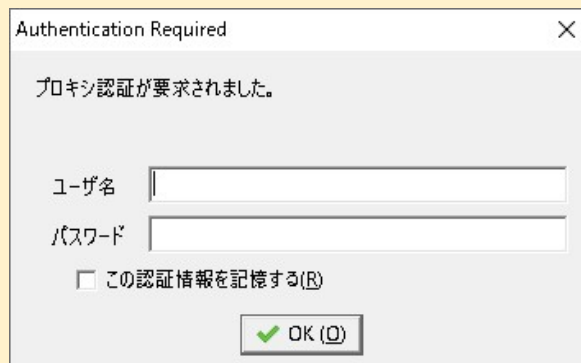 Authentication Required
プロキシ認証が要求されました。
ユーザ名
パスワード
この認証情報を記憶する(R)
OK (O)